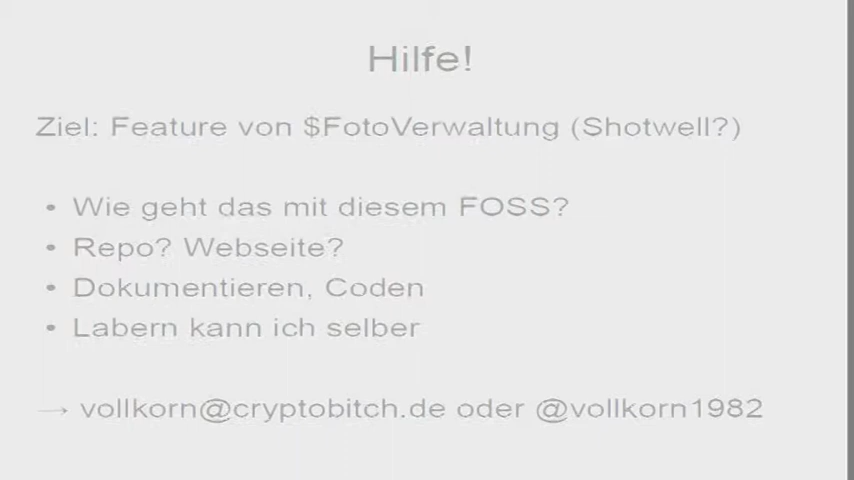 Hilfe!
Ziel: Feature von $FotoVerwaltung (Shotwell?)
• Wie geht das mit diesem FOSS?
• Repo? Webseite?
• Dokumentieren, Coden
• Labern kann ich selber
→ vollkorn@cryptobitch.de oder @vollkorn1982